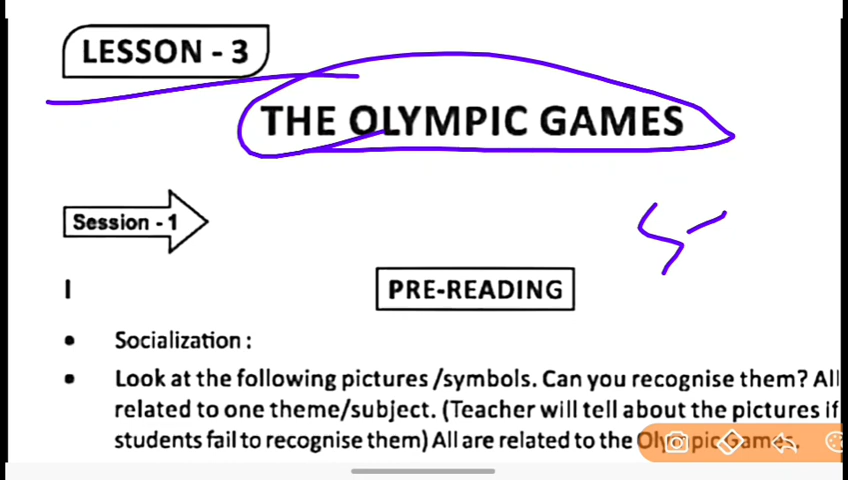 LESSON - 3
THE OLYMPIC GAMES
Session - 1
I
PRE-READING
• Socialization :
• Look at the following pictures /symbols. Can you recognise them? All
related to one theme/subject. (Teacher will tell about the pictures if
students fail to recognise them) All are related to the Olympic Games.